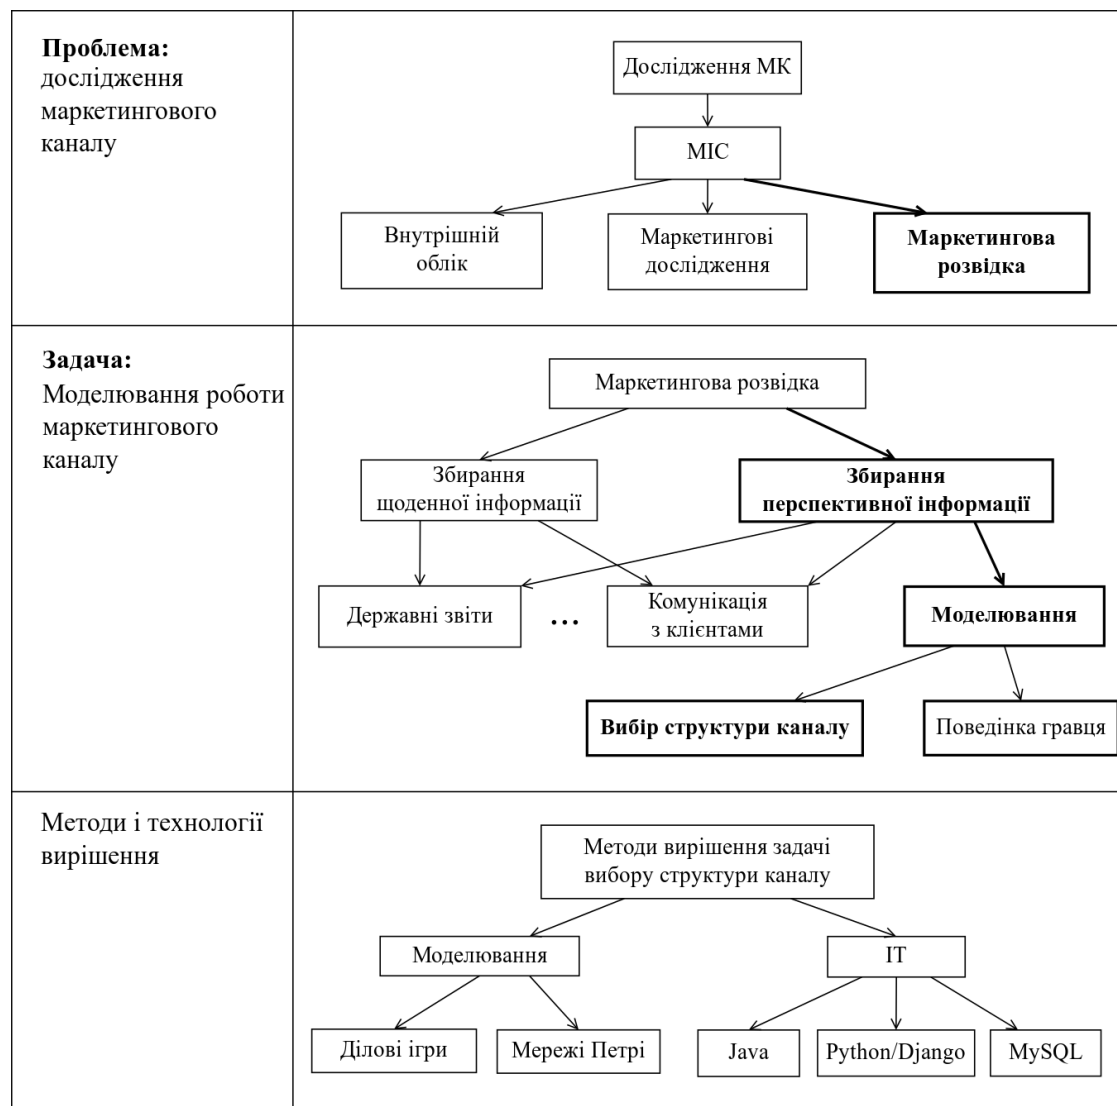 Проблема:
дослідження
маркетингового
каналу
Дослідження МК
МІС
Внутрішній
облік
Маркетингові
дослідження
Маркетингова
розвідка
Задача:
Моделювання роботи
маркетингового
каналу
Маркетингова розвідка
Збирання
щоденної інформації
Збирання
перспективної інформації
Державні звіти
...
Комунікація
з клієнтами
Моделювання
Вибір структури каналу
Поведінка гравця
Методи і технології
вирішення
Методи вирішення задачі
вибору структури каналу
Моделювання
ІТ
Ділові ігри
Мережі Петрі
Java
Python/Django
MySQL